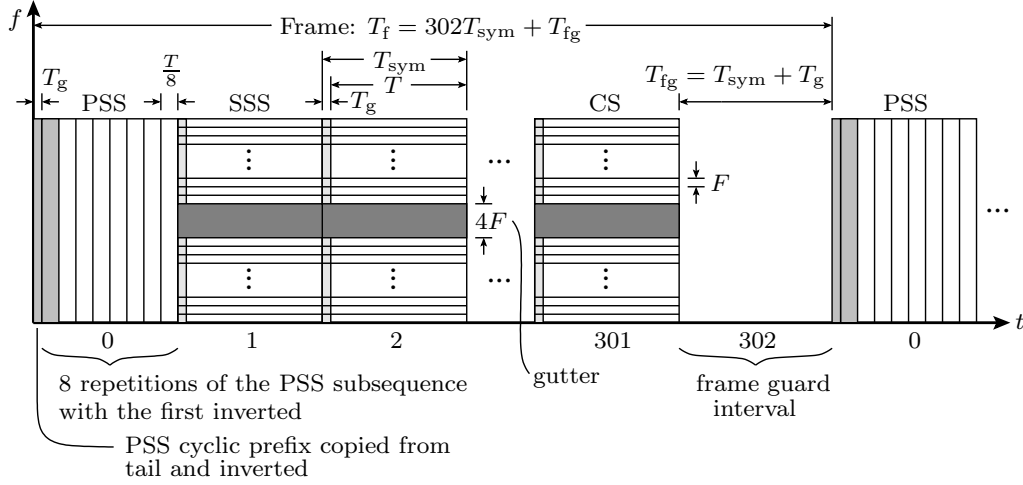 f
Frame: T_f = 302T_sym + T_fg
T_sym
T/8
T_g
T
T_fg = T_sym + T_g
PSS
SSS
T_g
CS
PSS
...
F
4F
...
...
t
0
1
2
301
302
0
gutter
8 repetitions of the PSS subsequence
with the first inverted
frame guard
interval
PSS cyclic prefix copied from
tail and inverted